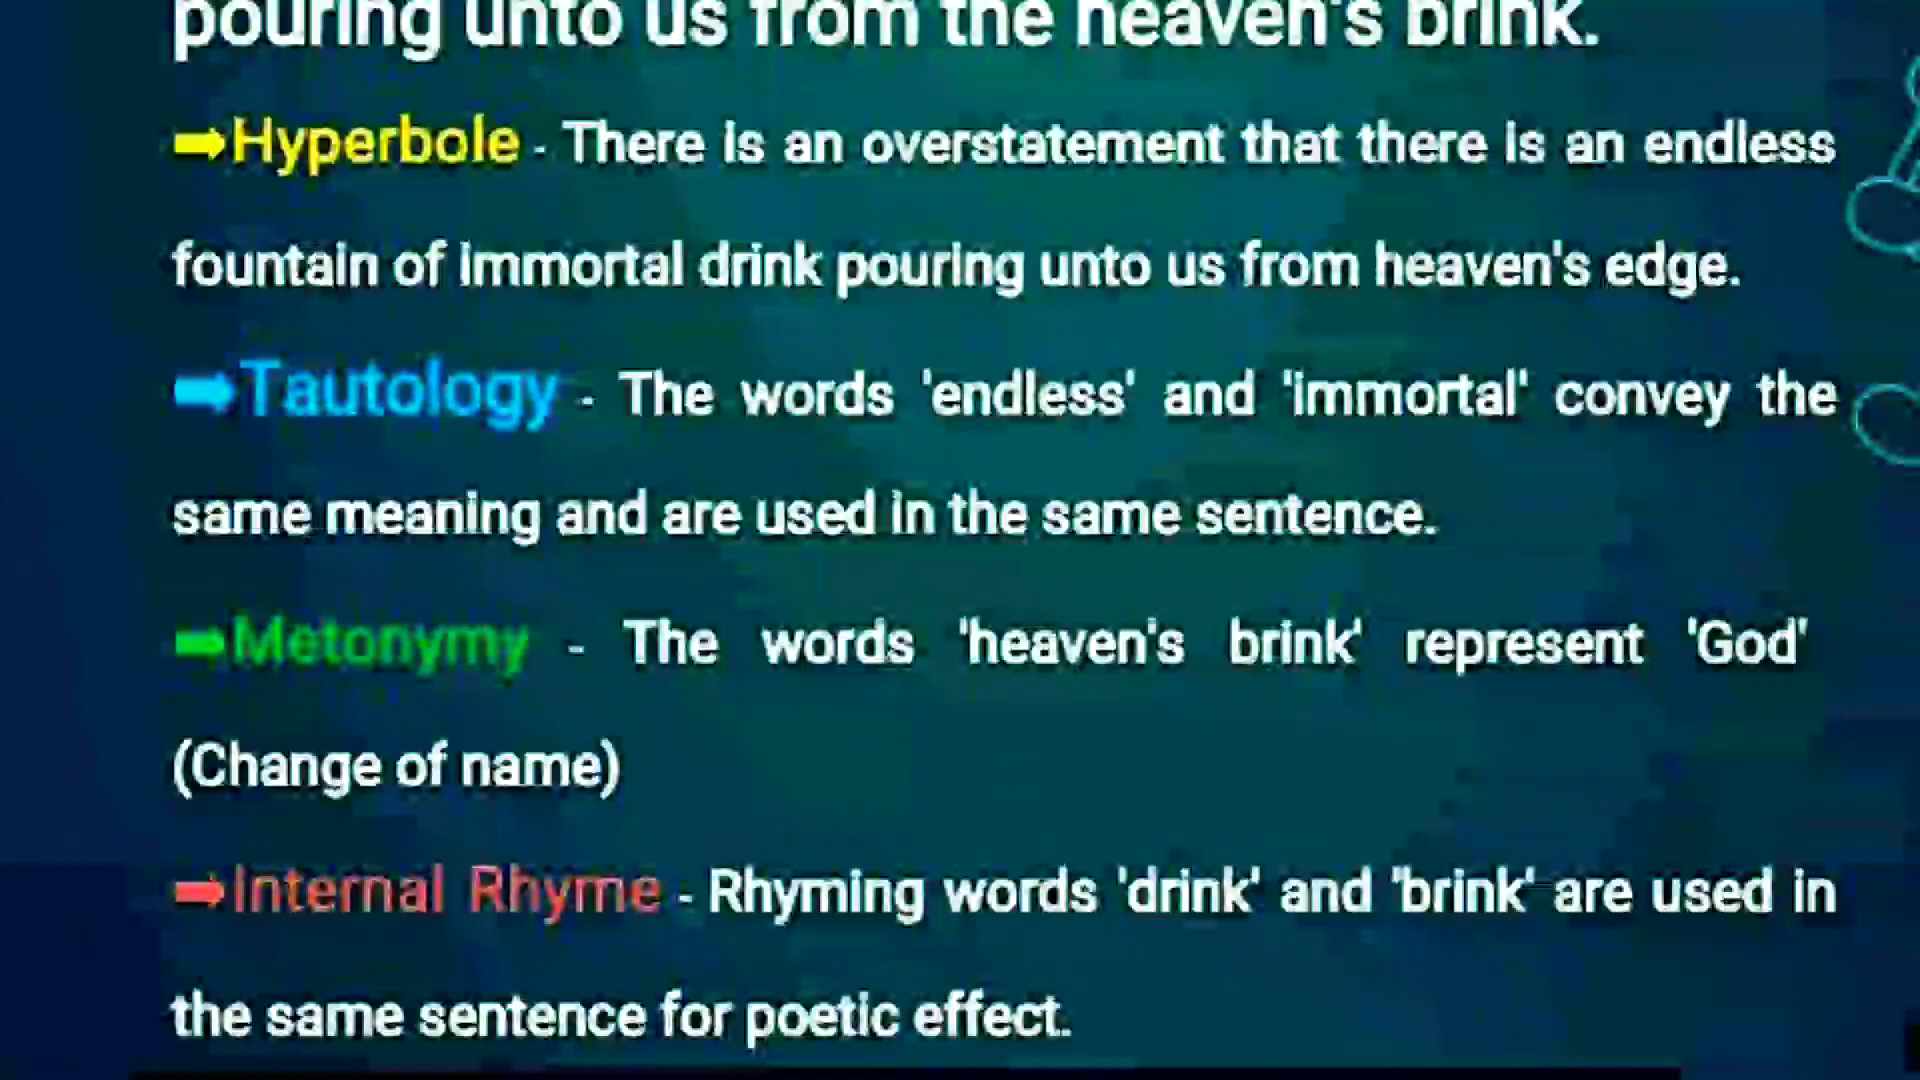 pouring unto us from the heaven's brink.
➡Hyperbole - There is an overstatement that there is an endless
fountain of immortal drink pouring unto us from heaven's edge.
➡Tautology - The words 'endless' and 'immortal' convey the
same meaning and are used in the same sentence.
➡Metonymy - The words 'heaven's brink' represent 'God'
(Change of name)
➡Internal Rhyme - Rhyming words 'drink' and 'brink' are used in
the same sentence for poetic effect.